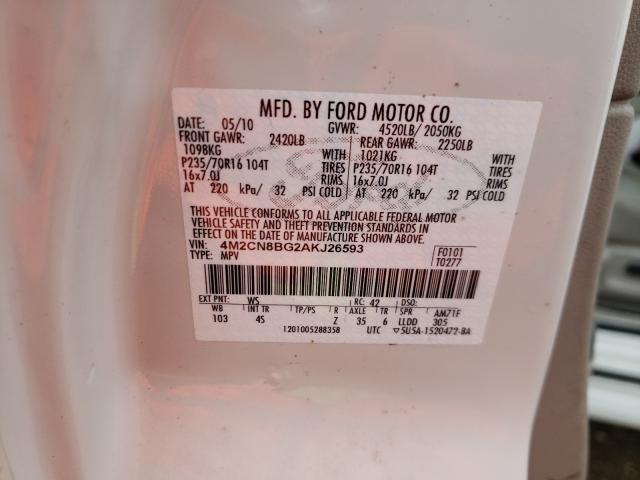 MFD. BY FORD MOTOR CO.
DATE: 05/10 GVWR: 4520LB/ 2050KG
FRONT GAWR: 2420LB REAR GAWR: 2250LB
1098KG WITH 1021KG WITH
P235/70R16 104T TIRES P235/70R16 104T TIRES
16x7.0J RIMS 16x7.0J RIMS
AT 220 kPa/ 32 PSI COLD AT 220 kPa/ 32 PSI COLD
THIS VEHICLE CONFORMS TO ALL APPLICABLE FEDERAL MOTOR
VEHICLE SAFETY AND THEFT PREVENTION STANDARDS IN
EFFECT ON THE DATE OF MANUFACTURE SHOWN ABOVE.
VIN: 4M2CN8BG2AKJ26593 F0101
TYPE: MPV T0277
EXT PNT: WS RC: 42 DSO:
WB INT TR TP/PS R AXLE TR SPR AM71F
103 4S Z 35 6 LLDD 305
1201005288358 UTC ▽5U5A-1520472-BA